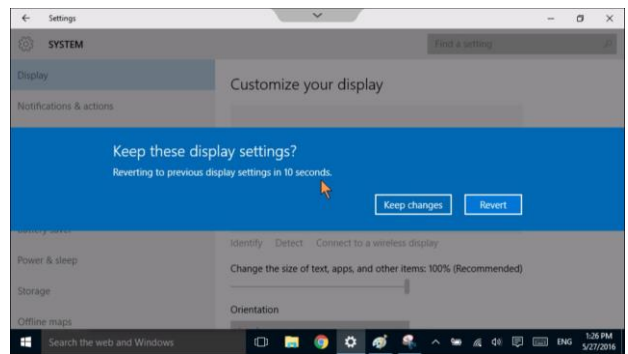 Settings
SYSTEM
Find a setting
Display
Customize your display
Notifications & actions
Keep these display settings?
Reverting to previous display settings in 10 seconds.
Keep changes
Revert
Identify Detect Connect to a wireless display
Power & sleep
Change the size of text, apps, and other items: 100% (Recommended)
Storage
Orientation
Offline maps
Search the web and Windows
ENG
1:26 PM
5/27/2016